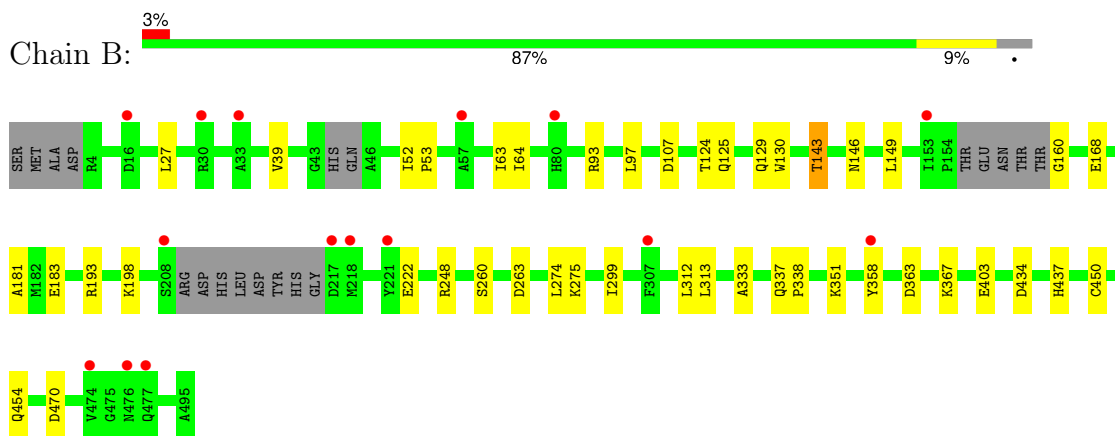 3%
Chain B:
87% 9% •
SER MET ALA ASP R4 D16 L27 R30 A33 V39 G43 HIS GLN A46 I52 P53 A57 I63 I64 H80 R93 L97 D107 T124 Q125 Q129 W130 T143 N146 L149 I153 P154 THR GLU ASN THR THR G160 E168
A181 M182 E183 R193 K198 S208 ARG ASP HIS LEU ASP TYR HIS GLY D217 M218 Y221 E222 R248 S260 D263 L274 K275 I299 F307 L312 L313 A333 Q337 P338 K351 Y358 D363 K367 E403 D434 H437 C450
Q454 D470 V474 G475 N476 Q477 A495